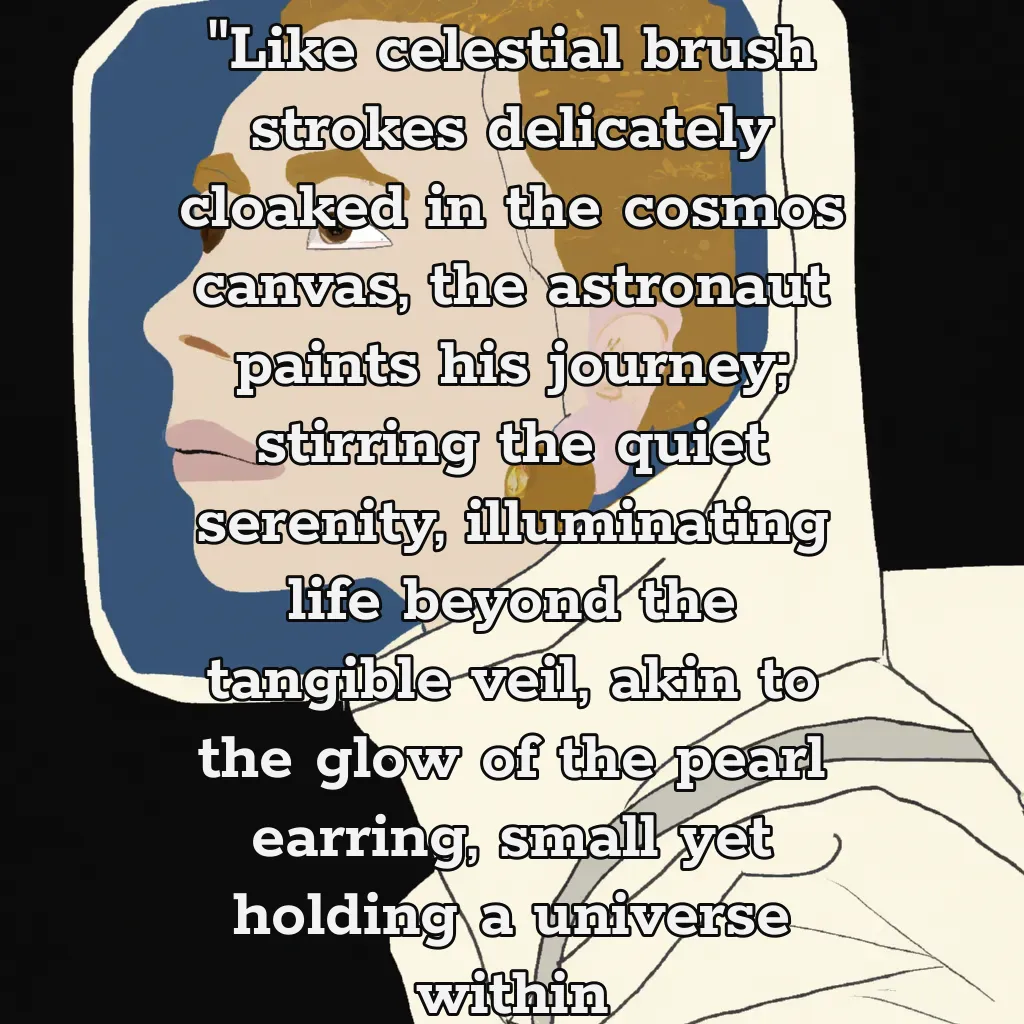 "Like celestial brush
strokes delicately
cloaked in the cosmos
canvas, the astronaut
paints his journey;
stirring the quiet
serenity, illuminating
life beyond the
tangible veil, akin to
the glow of the pearl
earring, small yet
holding a universe
within